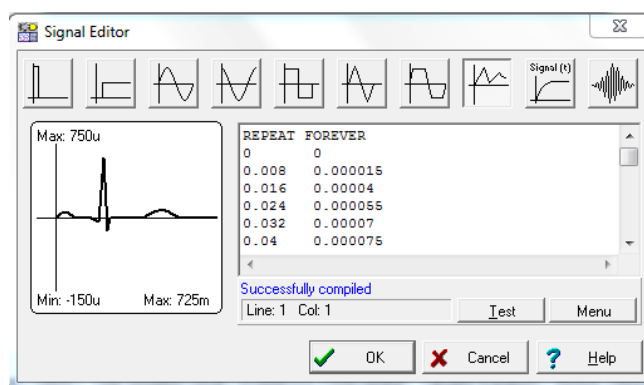 Signal Editor
Signal (t)
Max: 750u
Min: -150u Max: 725m
REPEAT FOREVER
0 0
0.008 0.000015
0.016 0.00004
0.024 0.000055
0.032 0.00007
0.04 0.000075
Successfully compiled
Line: 1 Col: 1
Test
Menu
OK
Cancel
? Help